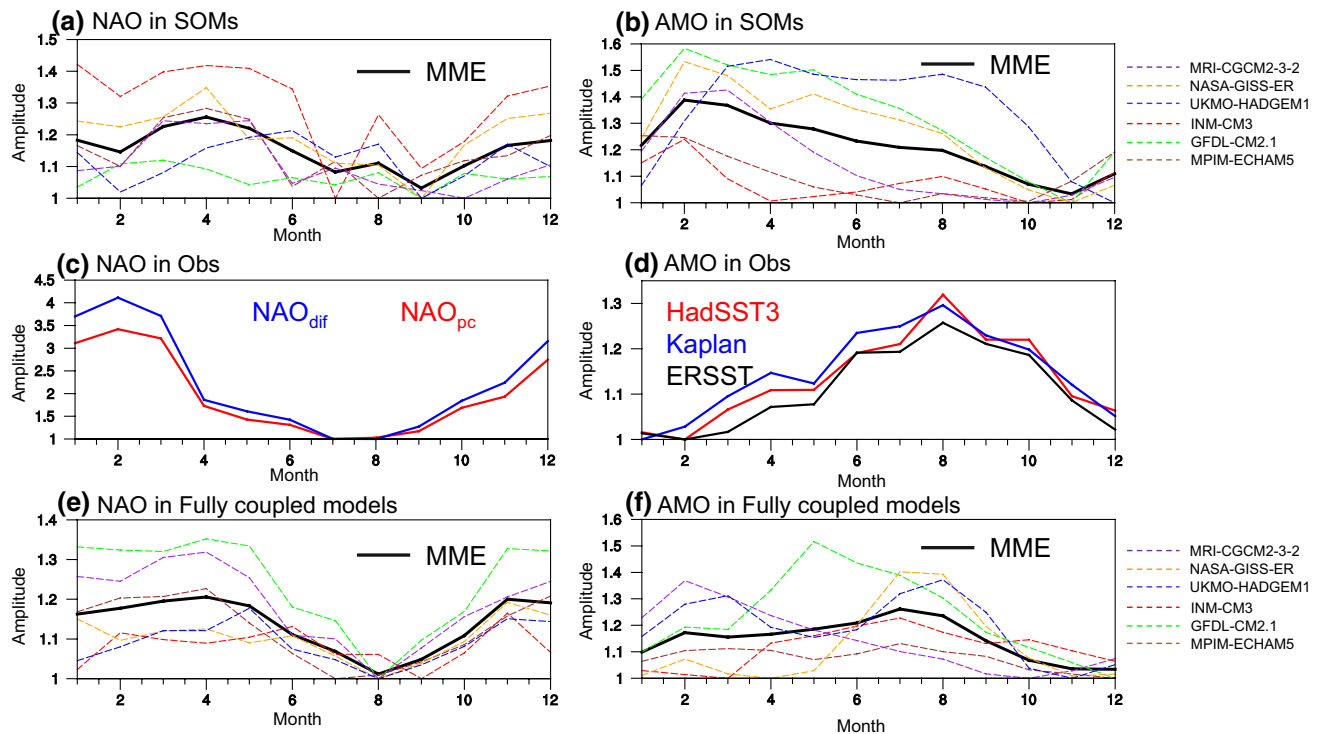 (a) NAO in SOMs
1.5
1.4
1.3
1.2
1.1
1
Amplitude
MME
2 4 6 8 10 12
Month
(b) AMO in SOMs
1.6
1.5
1.4
1.3
1.2
1.1
1
Amplitude
MME
2 4 6 8 10 12
Month
MRI-CGCM2-3-2
NASA-GISS-ER
UKMO-HADGEM1
INM-CM3
GFDL-CM2.1
MPIM-ECHAM5
(c) NAO in Obs
4.5
4
3.5
3
2.5
2
1.5
1
Amplitude
NAOdif NAOpc
2 4 6 8 10 12
Month
(d) AMO in Obs
1.3
1.2
1.1
1
Amplitude
HadSST3
Kaplan
ERSST
2 4 6 8 10 12
Month
(e) NAO in Fully coupled models
1.4
1.3
1.2
1.1
1
Amplitude
MME
2 4 6 8 10 12
Month
(f) AMO in Fully coupled models
1.6
1.5
1.4
1.3
1.2
1.1
1
Amplitude
MME
2 4 6 8 10 12
Month
MRI-CGCM2-3-2
NASA-GISS-ER
UKMO-HADGEM1
INM-CM3
GFDL-CM2.1
MPIM-ECHAM5